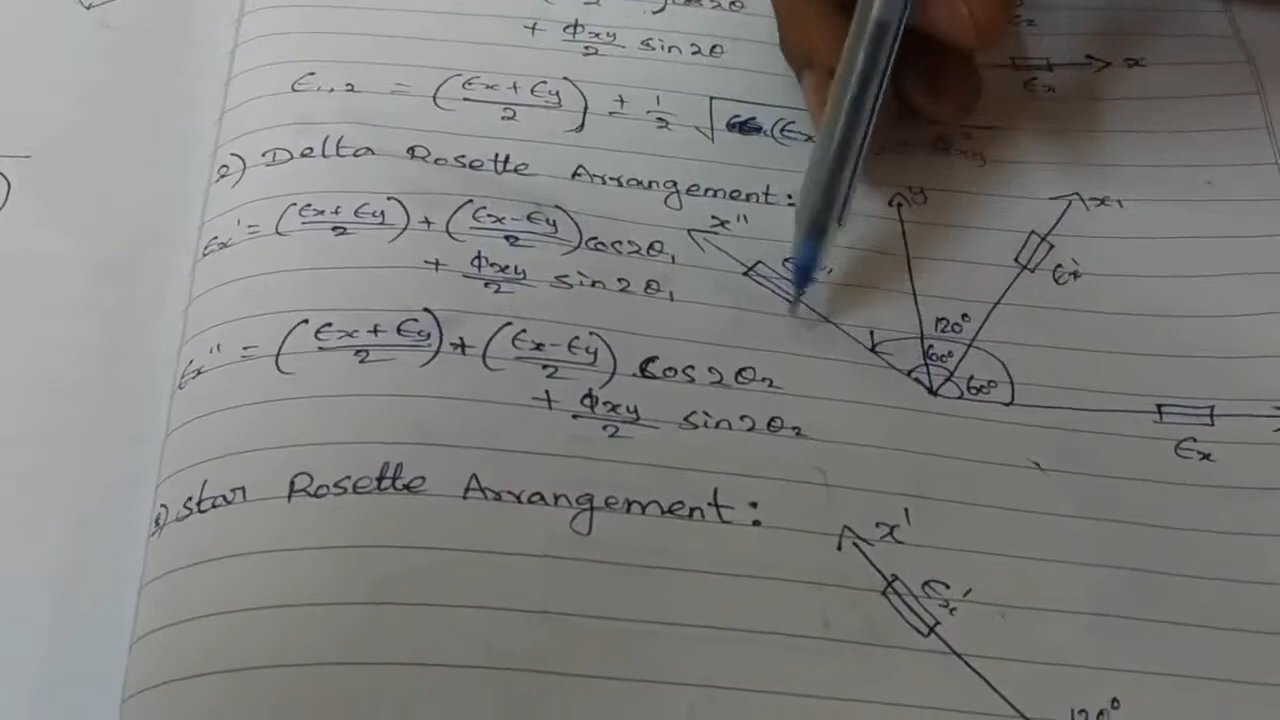 cos2θ
+ ϕxy/2 sin2θ
ϵ1,2 = (ϵx+ϵy/2) ± 1/2 √(ϵx
x
ϵx
2) Delta Rosette Arrangement:
ϵx' = (ϵx+ϵy/2) + (ϵx-ϵy/2)cos2θ1
+ ϕxy/2 sin2θ1
x''
y
x1
120°
60°
60°
ϵx
ϵx'' = (ϵx+ϵy/2) + (ϵx-ϵy/2) cos2θ2
+ ϕxy/2 sin2θ2
3) Star Rosette Arrangement:
x'
ϵx'
120°